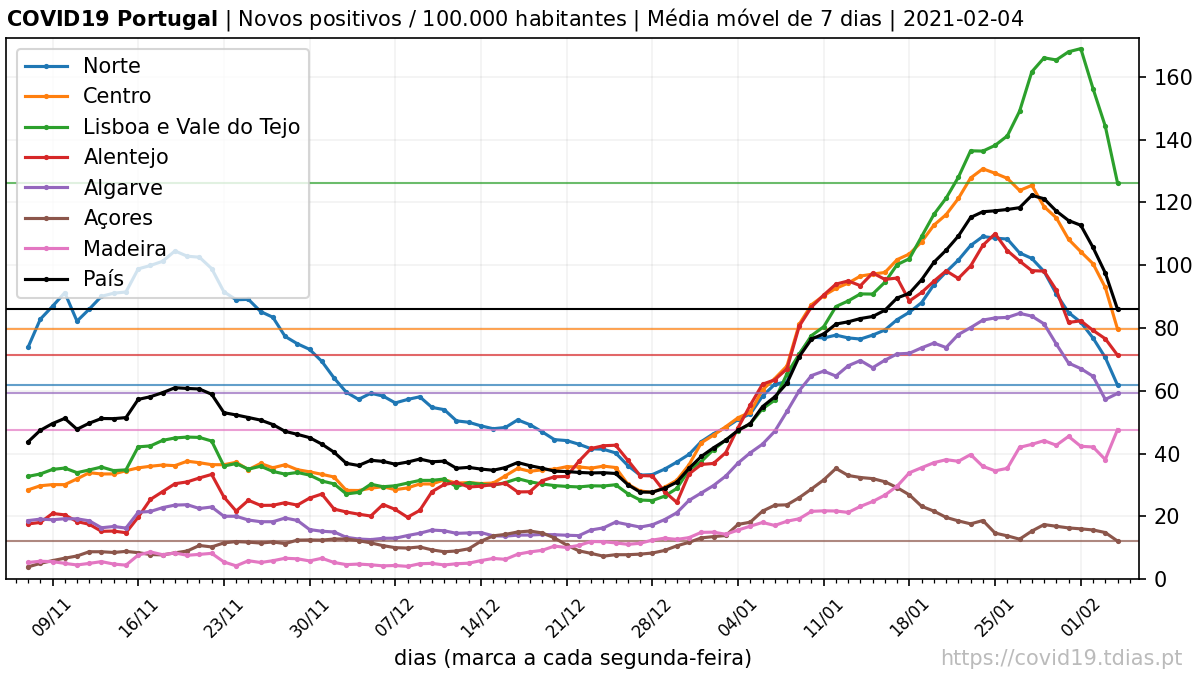 COVID19 Portugal | Novos positivos / 100.000 habitantes | Média móvel de 7 dias | 2021-02-04
Norte
Centro
Lisboa e Vale do Tejo
Alentejo
Algarve
Açores
Madeira
País
160
140
120
100
80
60
40
20
0
09/11 16/11 23/11 30/11 07/12 14/12 21/12 28/12 04/01 11/01 18/01 25/01 01/02
dias (marca a cada segunda-feira)
https://covid19.tdias.pt